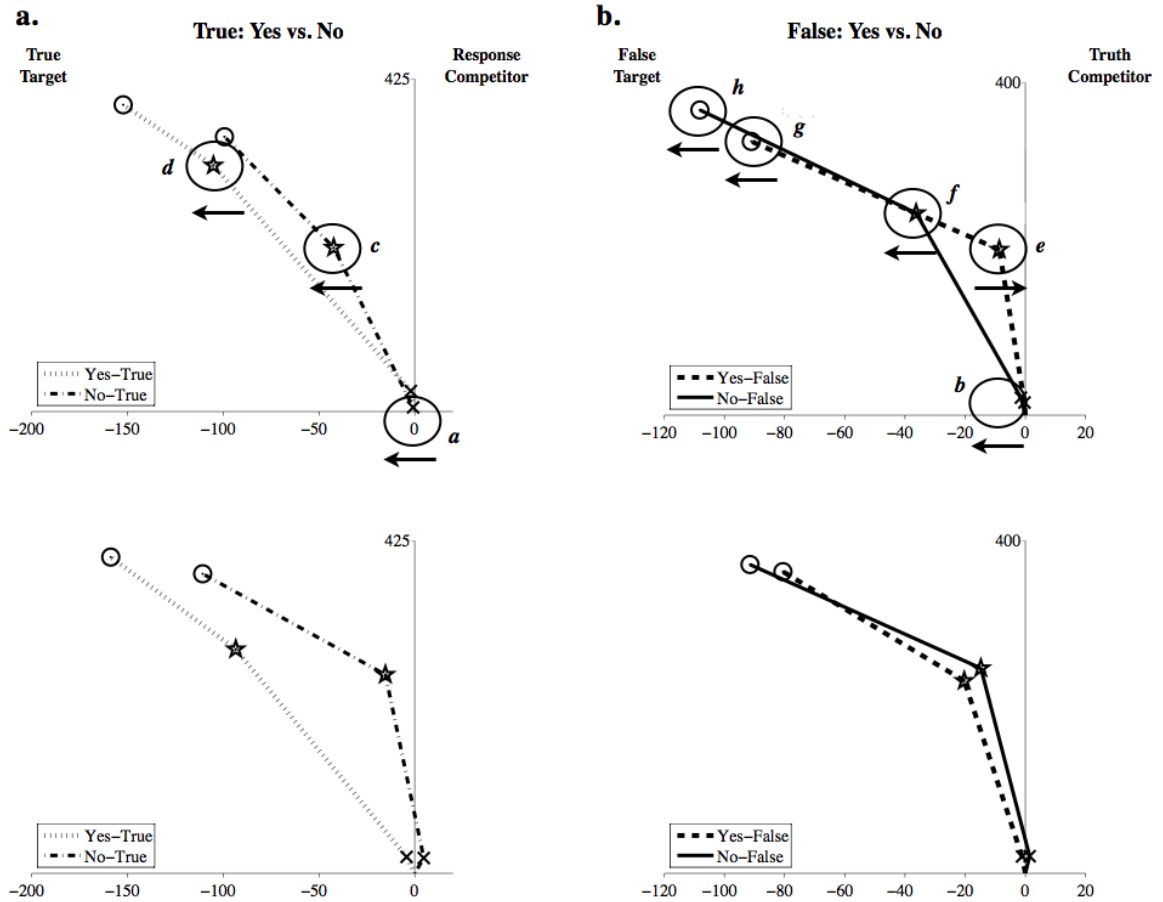 a.
True: Yes vs. No
True
Target
Response
Competitor
425
d
c
Yes−True
No−True
a
−200
−150
−100
−50
0
b.
False: Yes vs. No
False
Target
Truth
Competitor
400
h
g
f
e
b
Yes−False
No−False
−120
−100
−80
−60
−40
−20
0
20
425
Yes−True
No−True
−200
−150
−100
−50
0
400
Yes−False
No−False
−120
−100
−80
−60
−40
−20
0
20